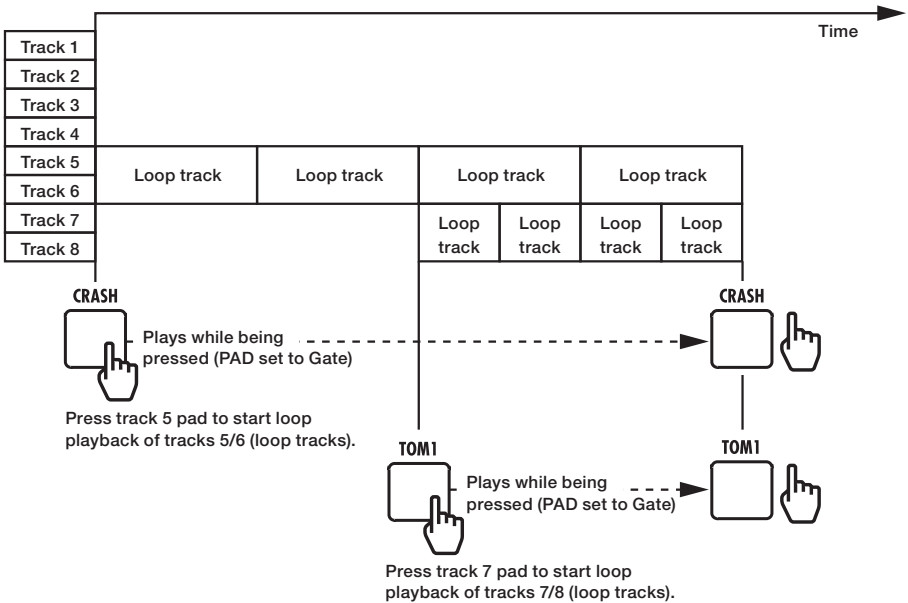 Time
Track 1
Track 2
Track 3
Track 4
Track 5
Track 6
Track 7
Track 8
Loop track
Loop track
Loop track
Loop track
Loop
track
Loop
track
Loop
track
Loop
track
CRASH
Plays while being
pressed (PAD set to Gate)
CRASH
Press track 5 pad to start loop
playback of tracks 5/6 (loop tracks).
TOM1
Plays while being
pressed (PAD set to Gate)
TOM1
Press track 7 pad to start loop
playback of tracks 7/8 (loop tracks).